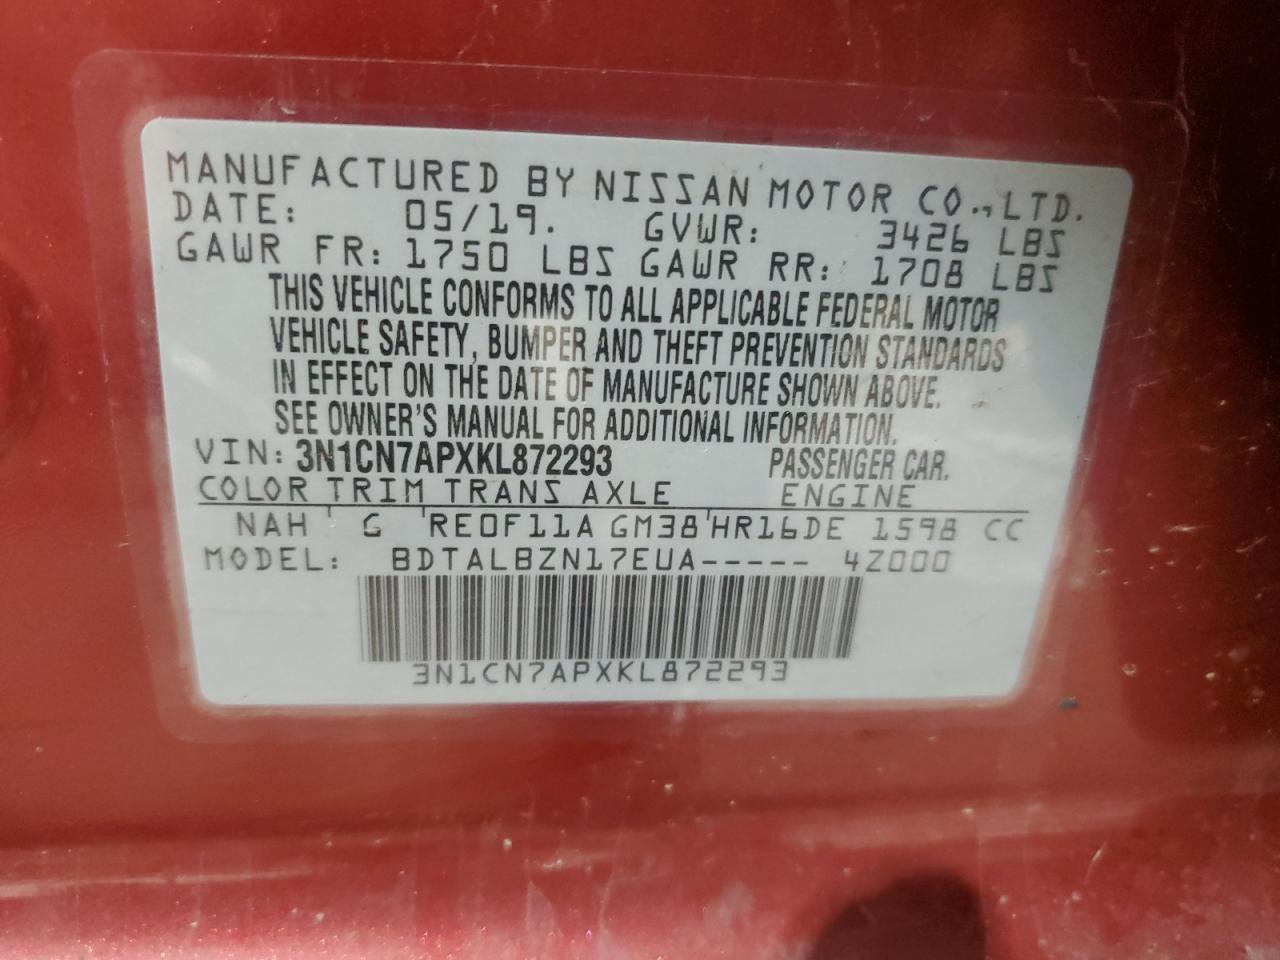 MANUFACTURED BY NISSAN MOTOR CO.,LTD.
DATE: 05/19. GVWR: 3426 LBS
GAWR FR: 1750 LBS GAWR RR: 1708 LBS
THIS VEHICLE CONFORMS TO ALL APPLICABLE FEDERAL MOTOR
VEHICLE SAFETY, BUMPER AND THEFT PREVENTION STANDARDS
IN EFFECT ON THE DATE OF MANUFACTURE SHOWN ABOVE.
SEE OWNER'S MANUAL FOR ADDITIONAL INFORMATION.
VIN: 3N1CN7APXKL872293 PASSENGER CAR.
COLOR TRIM TRANS AXLE ENGINE
NAH G RE0F11A GM38 HR16DE 1598 CC
MODEL: BDTALBZN17EUA----- 4Z000
3N1CN7APXKL872293